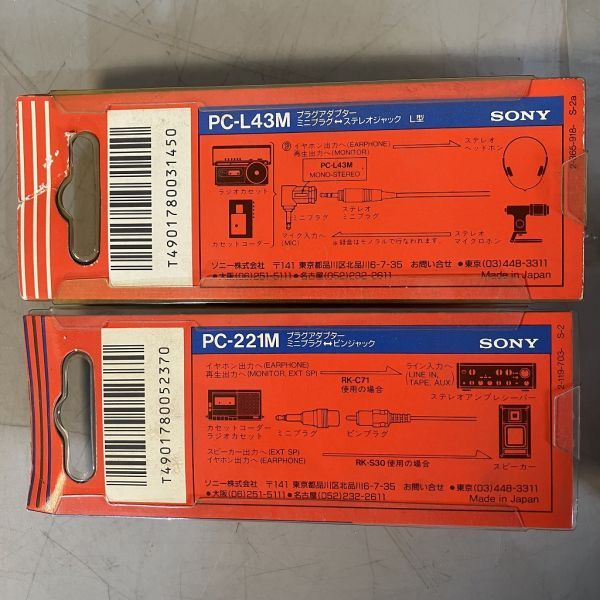 T4901780031450
PC-L43M
プラグアダプター
ミニプラグ↔ステレオジャック L型
SONY
イヤホン出力へ(EARPHONE)
再生出力へ(MONITOR)
ステレオ
ヘッドホン
PC-L43M
MONO-STEREO
ラジオカセット
ミニプラグ
ステレオ
ミニプラグ
カセットコーダー
マイク入力へ
(MIC)
※録音はモノラルで行なわれます。
ステレオ
マイクロホン
ソニー株式会社 〒141 東京都品川区北品川6-7-35 お問い合せ ●東京(03)448-3311
●大阪(06)251-5111 ●名古屋(052)232-2611
Made in Japan
S-2a
T4901780052370
PC-221M
プラグアダプター
ミニプラグ↔ピンジャック
SONY
イヤホン出力へ(EARPHONE)
再生出力へ(MONITOR, EXT SP)
RK-C71
使用の場合
ライン入力へ
(LINE IN,
TAPE, AUX)
ステレオアンプレシーバー
カセットコーダー
ラジオカセット
ミニプラグ
ピンプラグ
スピーカー出力へ(EXT SP)
イヤホン出力へ(EARPHONE)
RK-S30 使用の場合
スピーカー
ソニー株式会社 〒141 東京都品川区北品川6-7-35 お問い合せ ●東京(03)448-3311
●大阪(06)251-5111 ●名古屋(052)232-2611
Made in Japan
S-2